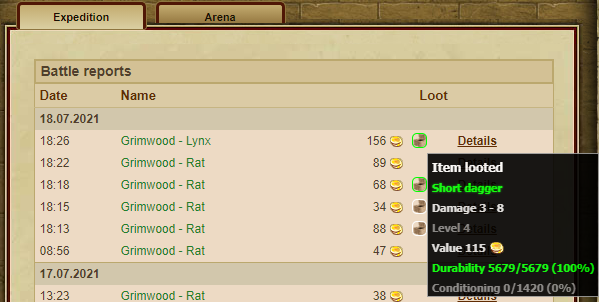 Expedition Arena
Battle reports
Date Name Loot
18.07.2021
18:26 Grimwood - Lynx 156 Details
18:22 Grimwood - Rat 89
18:18 Grimwood - Rat 68
18:15 Grimwood - Rat 34
18:13 Grimwood - Rat 88
08:56 Grimwood - Rat 47
17.07.2021
13:23 Grimwood - Rat 38
Item looted
Short dagger
Damage 3 - 8
Level 4
Value 115
Durability 5679/5679 (100%)
Conditioning 0/1420 (0%)